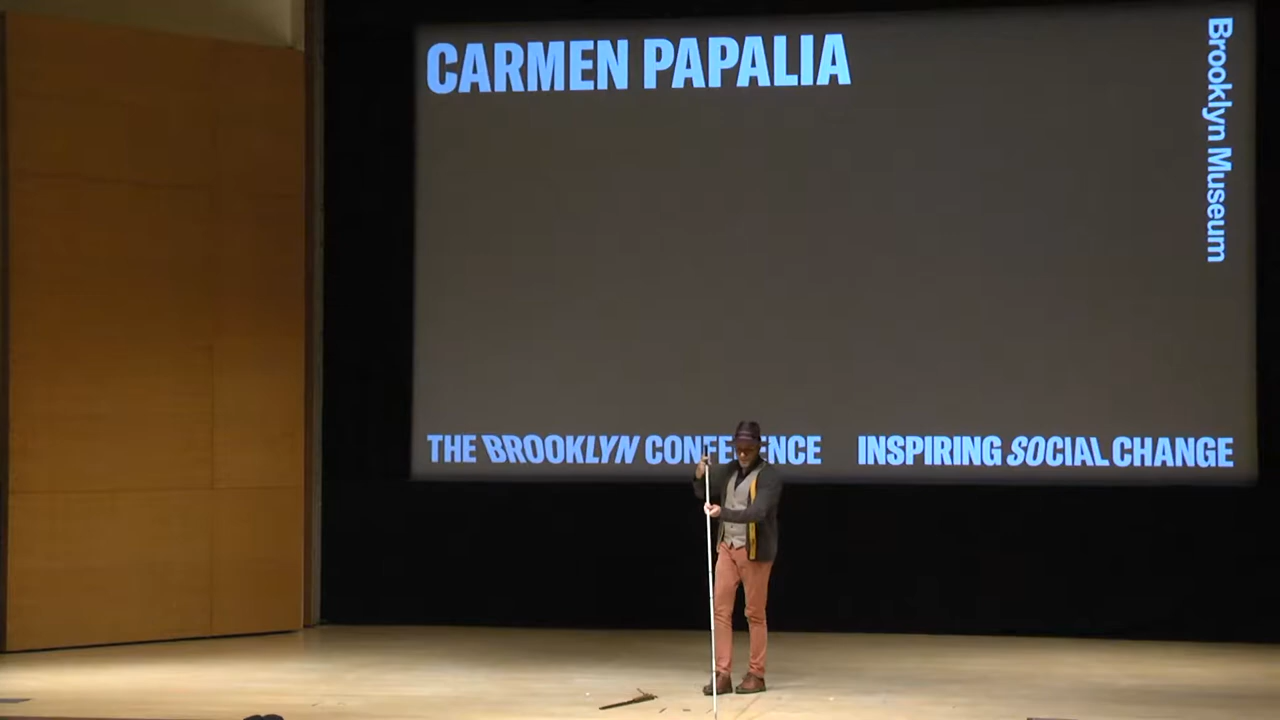 CARMEN PAPALIA
Brooklyn Museum
THE BROOKLYN CONFERENCE
INSPIRING SOCIAL CHANGE